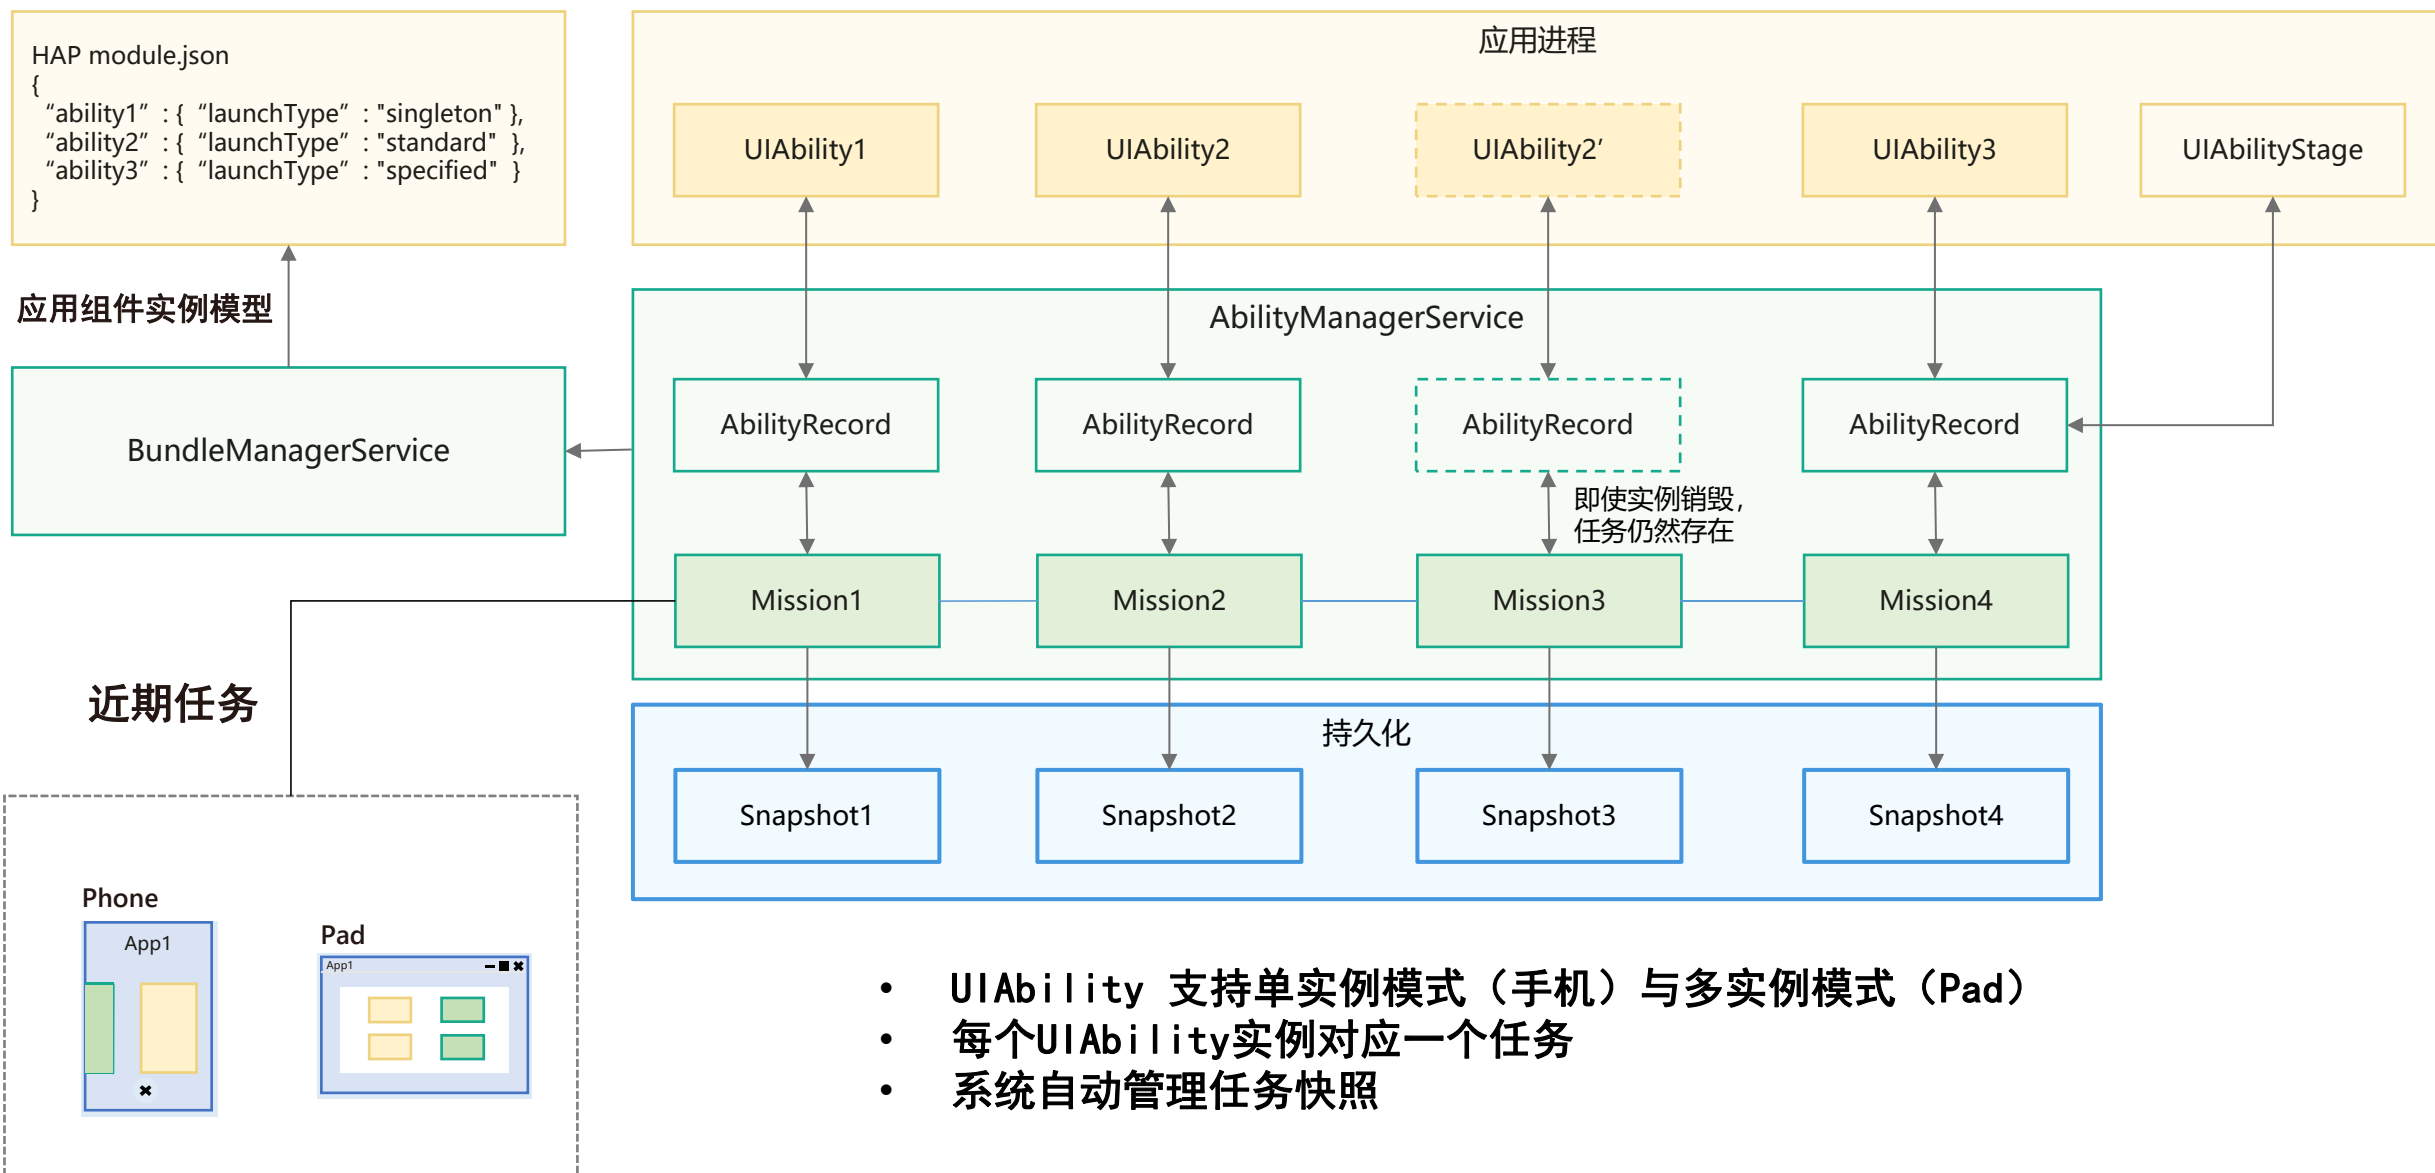 HAP module.json
{
“ability1” : { “launchType” : "singleton" },
“ability2” : { “launchType” : "standard" },
“ability3” : { “launchType” : "specified" }
}
应用进程
UIAbility1
UIAbility2
UIAbility2’
UIAbility3
UIAbilityStage
应用组件实例模型
AbilityManagerService
BundleManagerService
AbilityRecord
AbilityRecord
AbilityRecord
AbilityRecord
即使实例销毁，
任务仍然存在
Mission1
Mission2
Mission3
Mission4
近期任务
持久化
Snapshot1
Snapshot2
Snapshot3
Snapshot4
Phone
App1
Pad
App1
• UIAbility 支持单实例模式（手机）与多实例模式（Pad）
• 每个UIAbility实例对应一个任务
• 系统自动管理任务快照